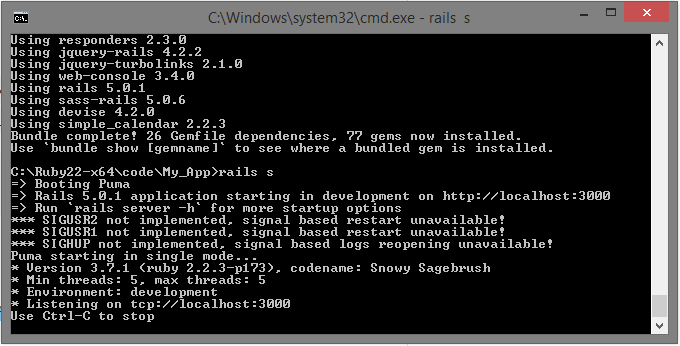 C:\Windows\system32\cmd.exe - rails s
Using responders 2.3.0
Using jquery-rails 4.2.2
Using jquery-turbolinks 2.1.0
Using web-console 3.4.0
Using rails 5.0.1
Using sass-rails 5.0.6
Using devise 4.2.0
Using simple_calendar 2.2.3
Bundle complete! 26 Gemfile dependencies, 77 gems now installed.
Use `bundle show [gemname]` to see where a bundled gem is installed.
C:\Ruby22-x64\code\My_App>rails s
=> Booting Puma
=> Rails 5.0.1 application starting in development on http://localhost:3000
=> Run `rails server -h` for more startup options
*** SIGUSR2 not implemented, signal based restart unavailable!
*** SIGUSR1 not implemented, signal based restart unavailable!
*** SIGHUP not implemented, signal based logs reopening unavailable!
Puma starting in single mode...
* Version 3.7.1 (ruby 2.2.3-p173), codename: Snowy Sagebrush
* Min threads: 5, max threads: 5
* Environment: development
* Listening on tcp://localhost:3000
Use Ctrl-C to stop